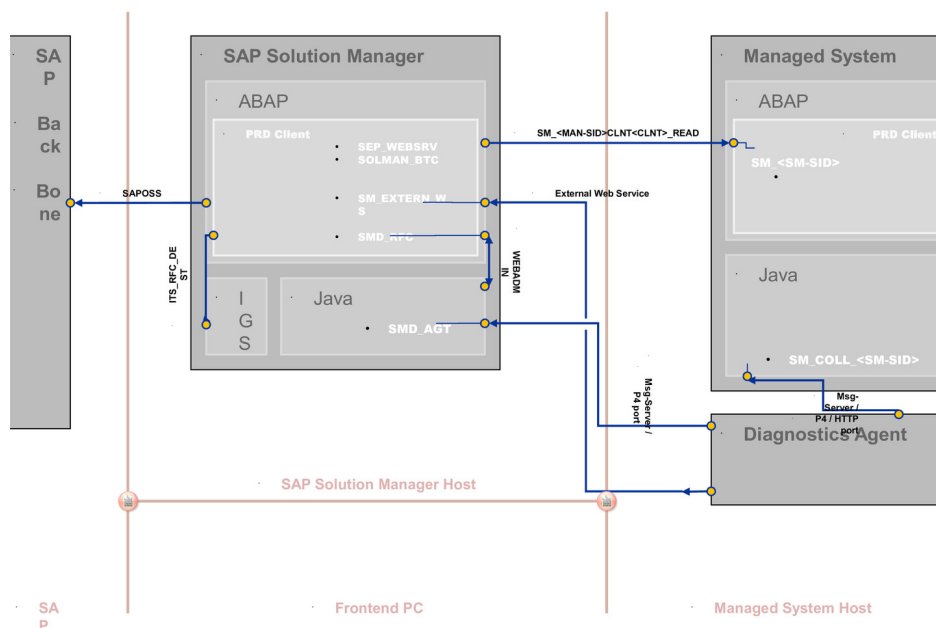 SA
P
Ba
ck
Bo
ne
SAP Solution Manager
ABAP
PRD Client
• SEP_WEBSRV
• SOLMAN_BTC
• SM_EXTERN_W
S
• SMD_RFC
I
G
S
Java
• SMD_AGT
SAPOSS
ITS_RFC_DE
ST
WEBADM
IN
SM_<MAN-SID>CLNT<CLNT>_READ
External Web Service
Msg-Server /
P4 port
Managed System
ABAP
PRD Client
SM_<SM-SID>
•
Java
• SM_COLL_<SM-SID>
Msg-
Server /
P4 / HTTP
port
Diagnostics Agent
SAP Solution Manager Host
SA
P
Frontend PC
Managed System Host